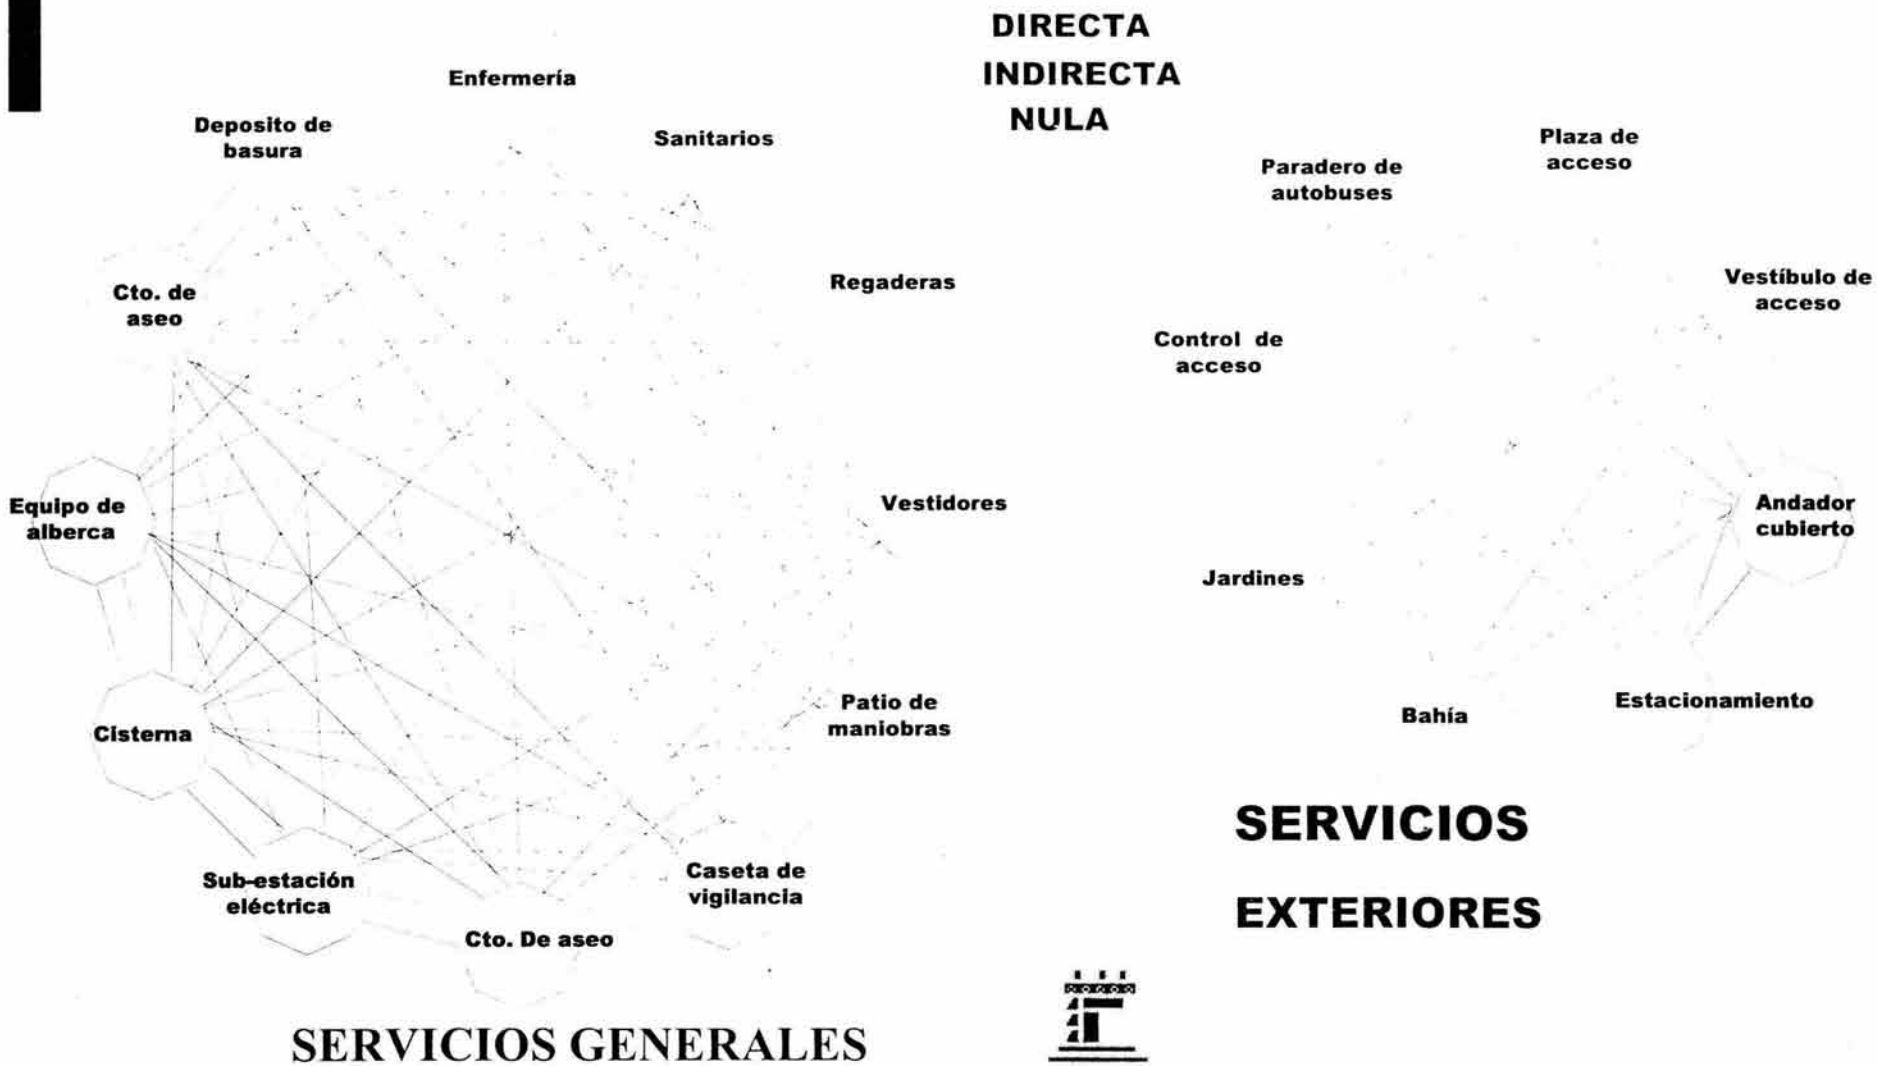 DIRECTA
INDIRECTA
NULA
Enfermería
Deposito de
basura
Sanitarios
Cto. de
aseo
Regaderas
Equipo de
alberca
Vestidores
Cisterna
Patio de
maniobras
Sub-estación
eléctrica
Cto. De aseo
Caseta de
vigilancia
SERVICIOS GENERALES
Paradero de
autobuses
Plaza de
acceso
Vestíbulo de
acceso
Control de
acceso
Andador
cubierto
Jardines
Bahía
Estacionamiento
SERVICIOS
EXTERIORES